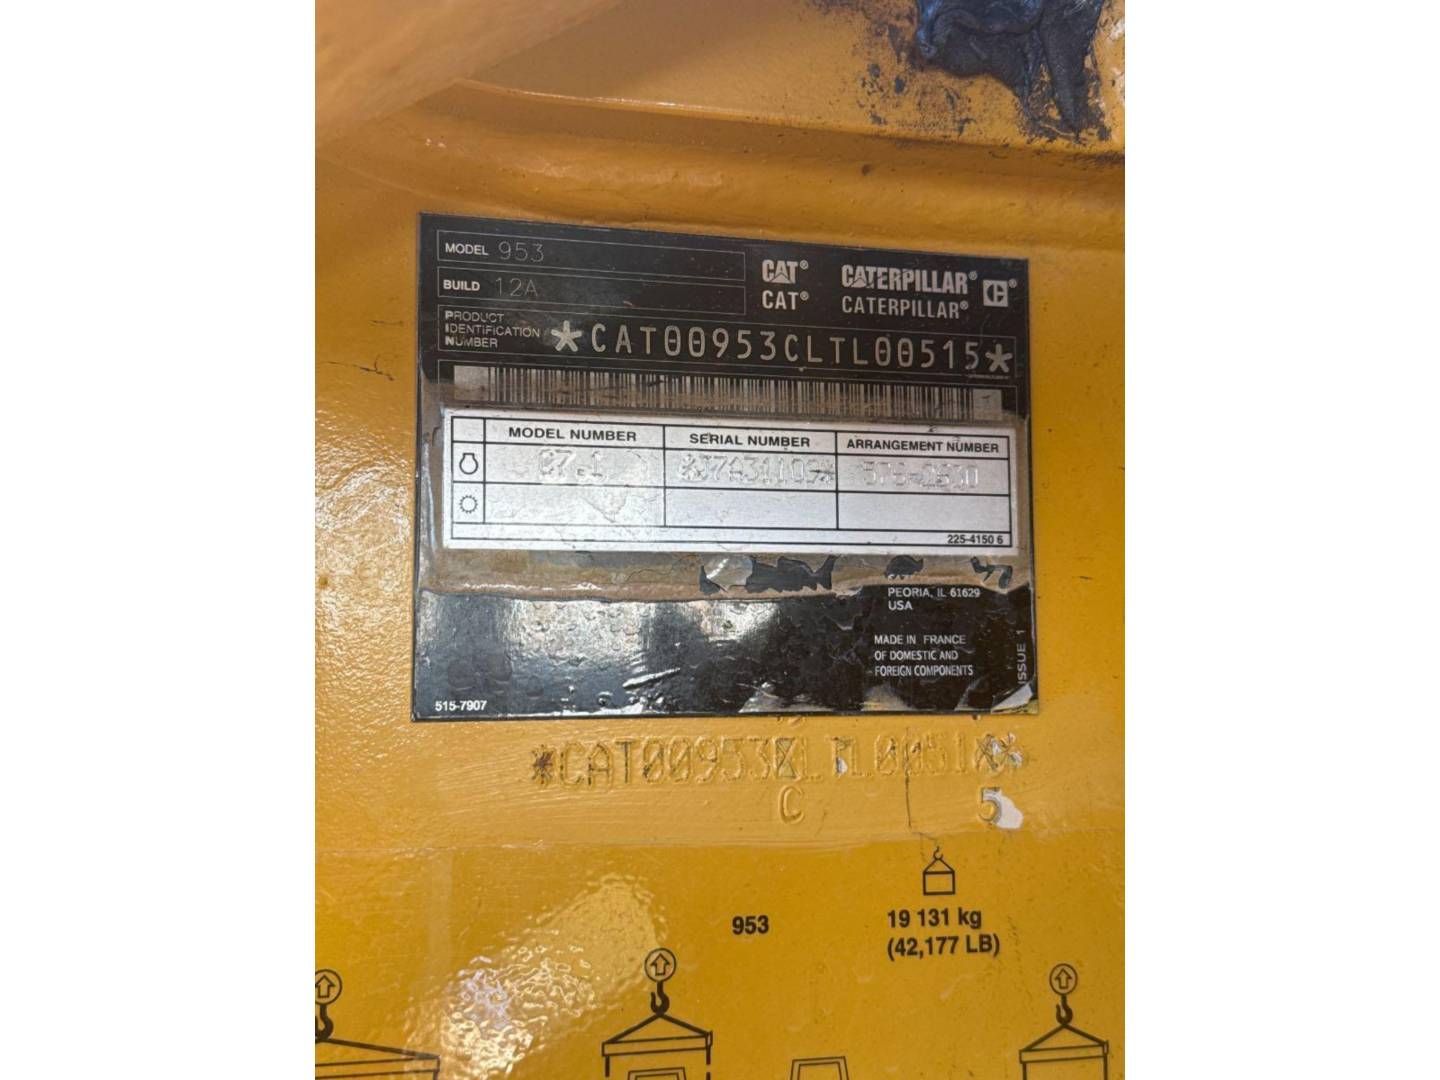 MODEL 953
BUILD 12A
CAT® CATERPILLAR®
CAT® CATERPILLAR®
PRODUCT
IDENTIFICATION
NUMBER
*CAT00953CLTL00515*
MODEL NUMBER SERIAL NUMBER ARRANGEMENT NUMBER
C7.1
225-4150 6
PEORIA, IL 61629
USA
MADE IN FRANCE
OF DOMESTIC AND
FOREIGN COMPONENTS
ISSUE 1
515-7907
C 5
953
19 131 kg
(42,177 LB)